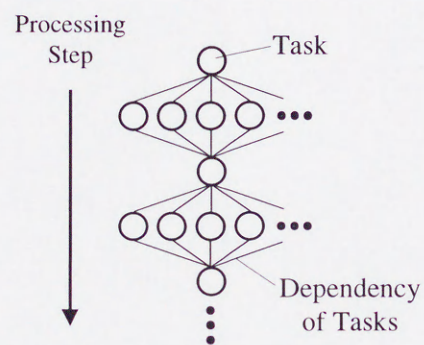 Processing
Step
Task
Dependency
of Tasks